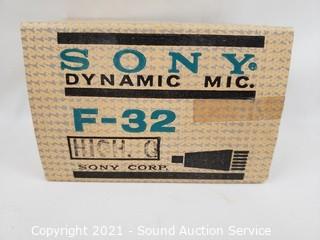 SONY®
DYNAMIC MIC.
F-32
HIGH. Q
SONY CORP.
Copyright 2021 - Sound Auction Service